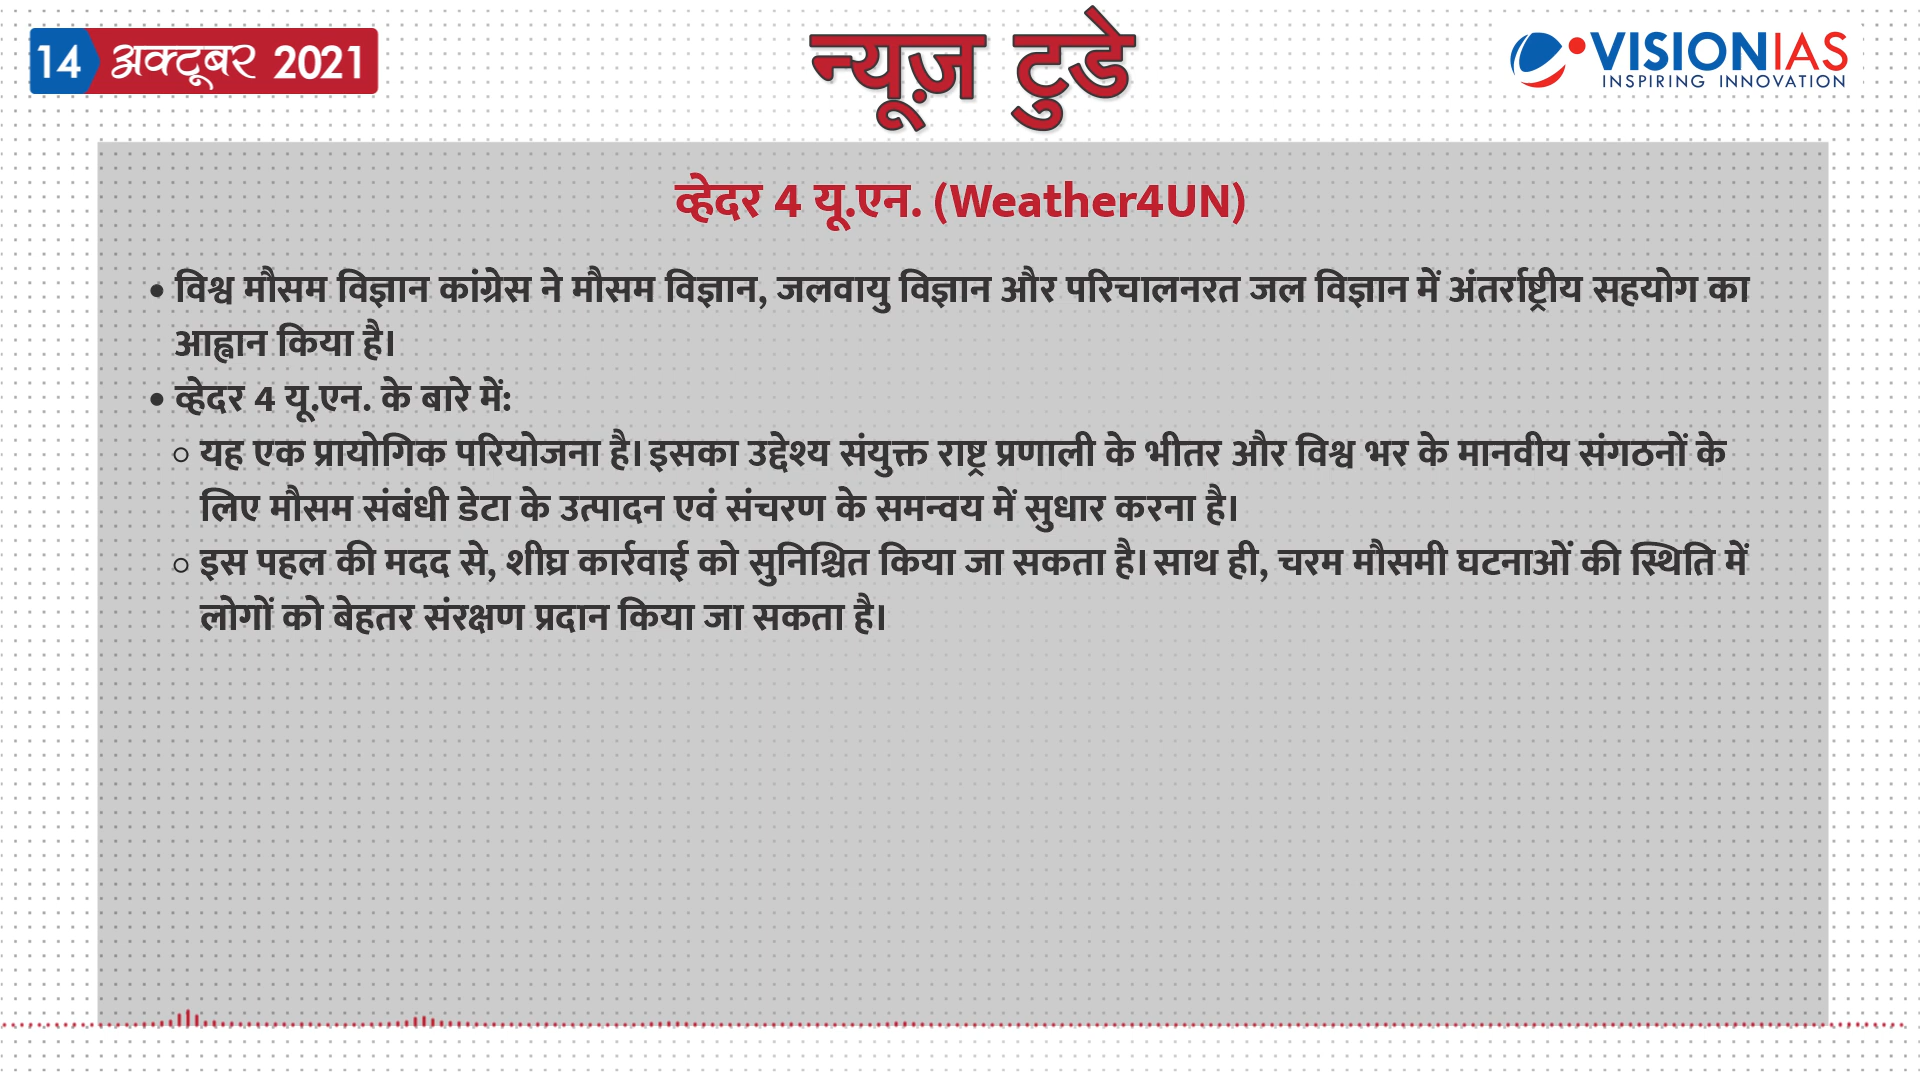 14 अक्टूबर 2021
न्यूज़ टुडे
VISIONIAS
INSPIRING INNOVATION
व्हेदर 4 यू.एन. (Weather4UN)
• विश्व मौसम विज्ञान कांग्रेस ने मौसम विज्ञान, जलवायु विज्ञान और परिचालनरत जल विज्ञान में अंतर्राष्ट्रीय सहयोग का
आह्वान किया है।
• व्हेदर 4 यू.एन. के बारे में:
○ यह एक प्रायोगिक परियोजना है। इसका उद्देश्य संयुक्त राष्ट्र प्रणाली के भीतर और विश्व भर के मानवीय संगठनों के
लिए मौसम संबंधी डेटा के उत्पादन एवं संचरण के समन्वय में सुधार करना है।
○ इस पहल की मदद से, शीघ्र कार्रवाई को सुनिश्चित किया जा सकता है। साथ ही, चरम मौसमी घटनाओं की स्थिति में
लोगों को बेहतर संरक्षण प्रदान किया जा सकता है।